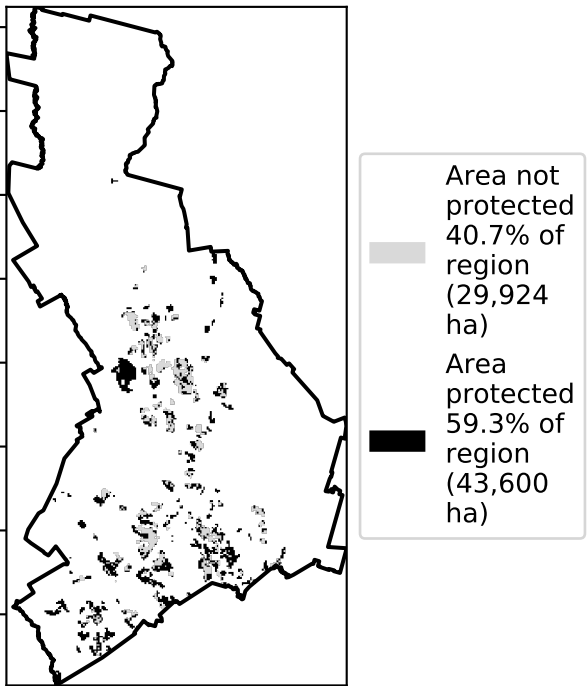 Area not
protected
40.7% of
region
(29,924
ha)
Area
protected
59.3% of
region
(43,600
ha)